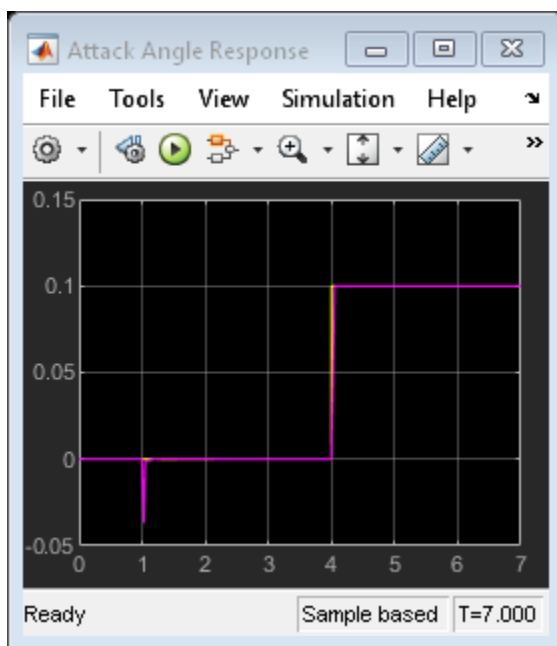 Attack Angle Response
File Tools View Simulation Help
0.15
0.1
0.05
0
-0.05
0 1 2 3 4 5 6 7
Ready Sample based T=7.000